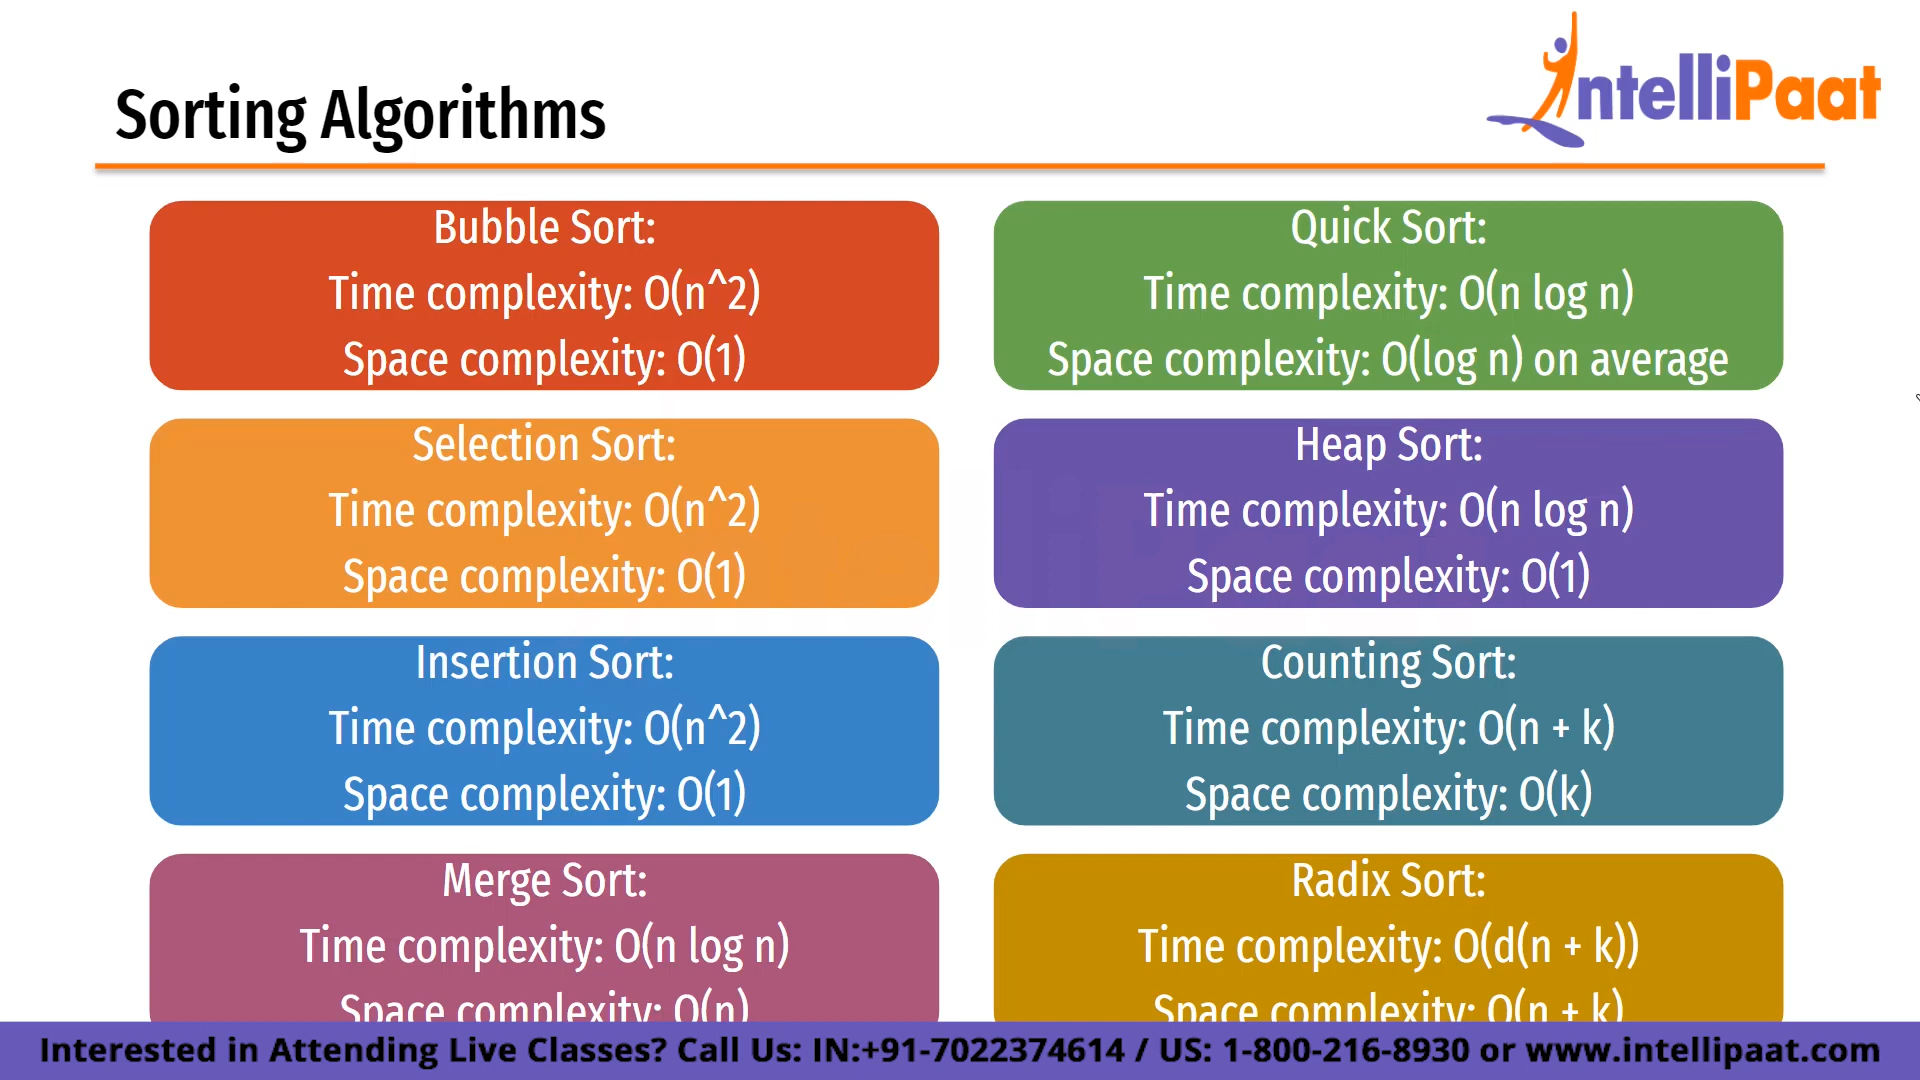 Sorting Algorithms
IntelliPaat
Bubble Sort:
Time complexity: O(n^2)
Space complexity: O(1)
Selection Sort:
Time complexity: O(n^2)
Space complexity: O(1)
Insertion Sort:
Time complexity: O(n^2)
Space complexity: O(1)
Merge Sort:
Time complexity: O(n log n)
Space complexity: O(n)
Quick Sort:
Time complexity: O(n log n)
Space complexity: O(log n) on average
Heap Sort:
Time complexity: O(n log n)
Space complexity: O(1)
Counting Sort:
Time complexity: O(n + k)
Space complexity: O(k)
Radix Sort:
Time complexity: O(d(n + k))
Space complexity: O(n + k)
Interested in Attending Live Classes? Call Us: IN:+91-7022374614 / US: 1-800-216-8930 or www.intellipaat.com